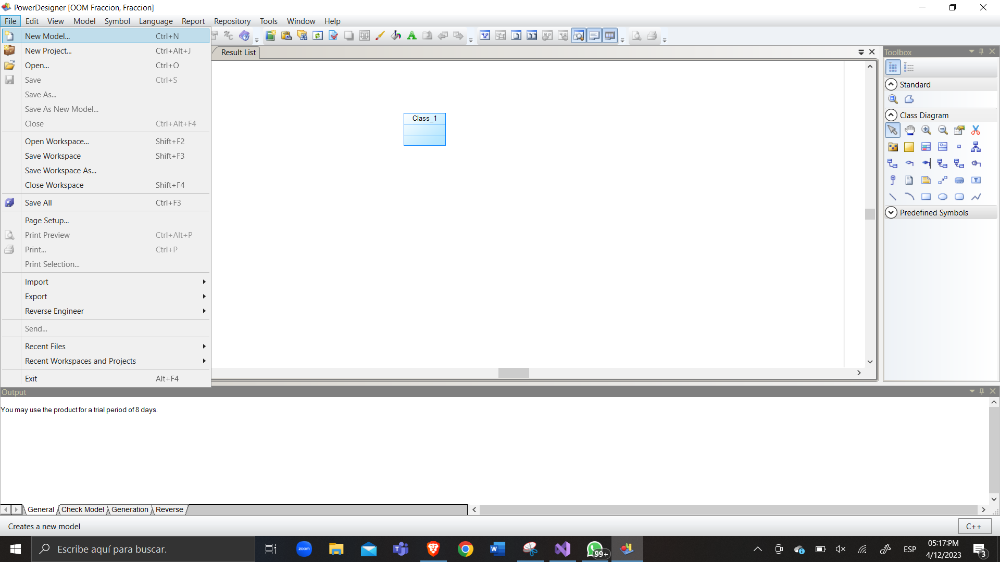 PowerDesigner [OOM Fraccion, Fraccion]
File Edit View Model Symbol Language Report Repository Tools Window Help
New Model... Ctrl+N
New Project... Ctrl+Alt+J
Open... Ctrl+O
Save Ctrl+S
Save As...
Save As New Model...
Close Ctrl+Alt+F4
Open Workspace... Shift+F2
Save Workspace Shift+F3
Save Workspace As...
Close Workspace Shift+F4
Save All Ctrl+F3
Page Setup...
Print Preview Ctrl+Alt+P
Print... Ctrl+P
Print Selection...
Import
Export
Reverse Engineer
Send...
Recent Files
Recent Workspaces and Projects
Exit Alt+F4
Result List
Class_1
Toolbox
Standard
Class Diagram
Predefined Symbols
Output
You may use the product for a trial period of 8 days.
General Check Model Generation Reverse
Creates a new model
C++
Escribe aquí para buscar.
zoom
99+
ESP
05:17:PM
4/12/2023
3